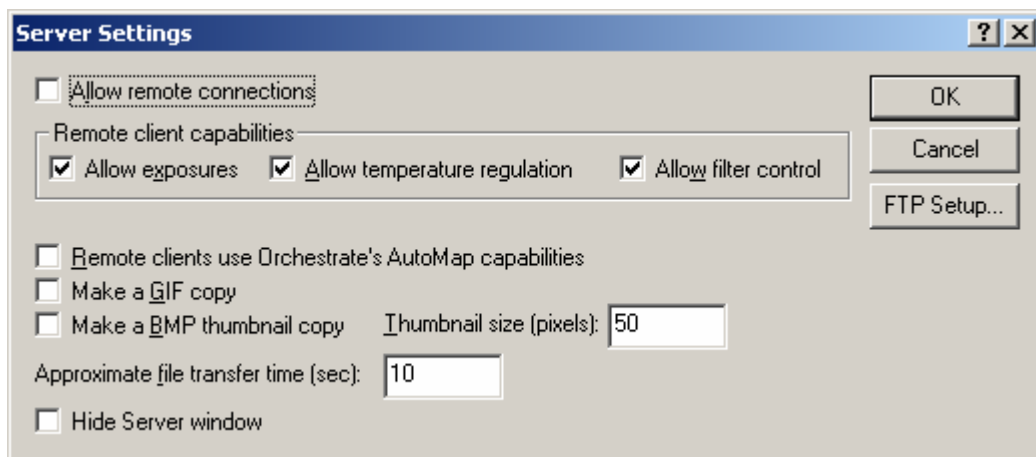 Server Settings
Allow remote connections
OK
Remote client capabilities
Allow exposures Allow temperature regulation Allow filter control
Cancel
FTP Setup...
Remote clients use Orchestrate's AutoMap capabilities
Make a GIF copy
Make a BMP thumbnail copy Thumbnail size (pixels): 50
Approximate file transfer time (sec): 10
Hide Server window